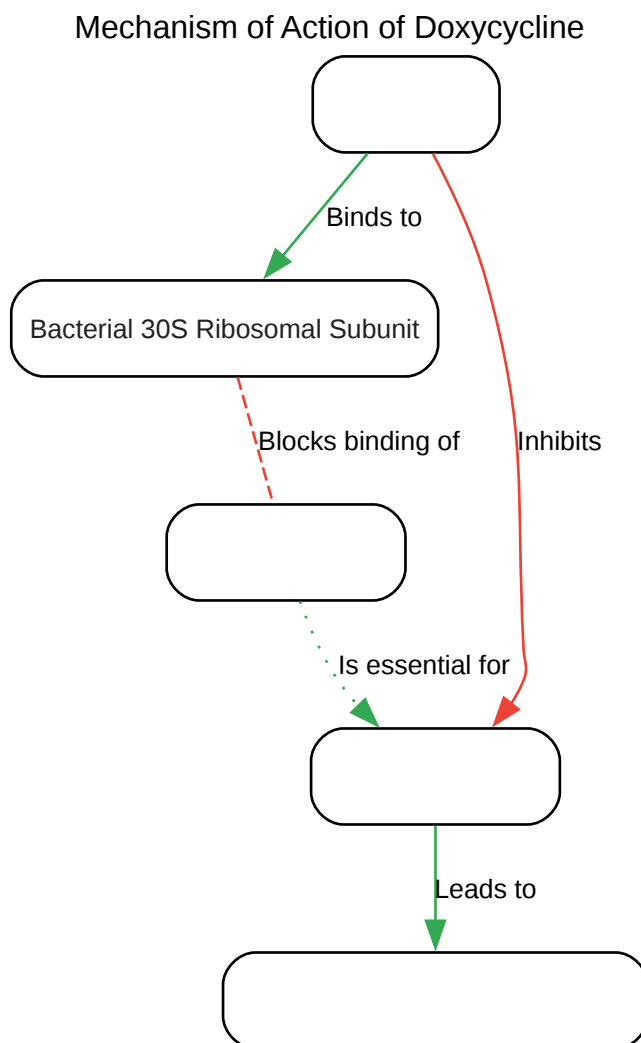 Mechanism of Action of Doxycycline
Binds to
Bacterial 30S Ribosomal Subunit
Blocks binding of
Inhibits
Is essential for
Leads to